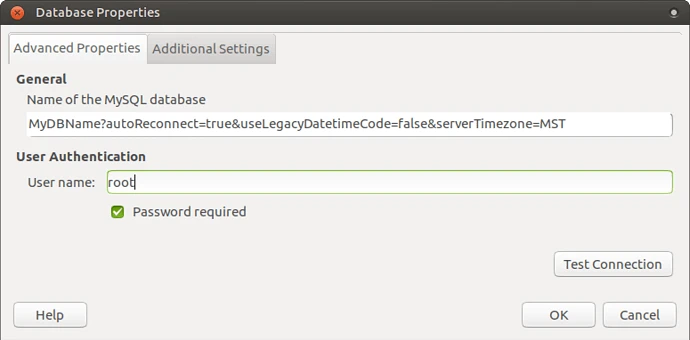 Database Properties
Advanced Properties Additional Settings
General
Name of the MySQL database
MyDBName?autoReconnect=true&useLegacyDatetimeCode=false&serverTimezone=MST
User Authentication
User name: root
Password required
Test Connection
Help OK Cancel